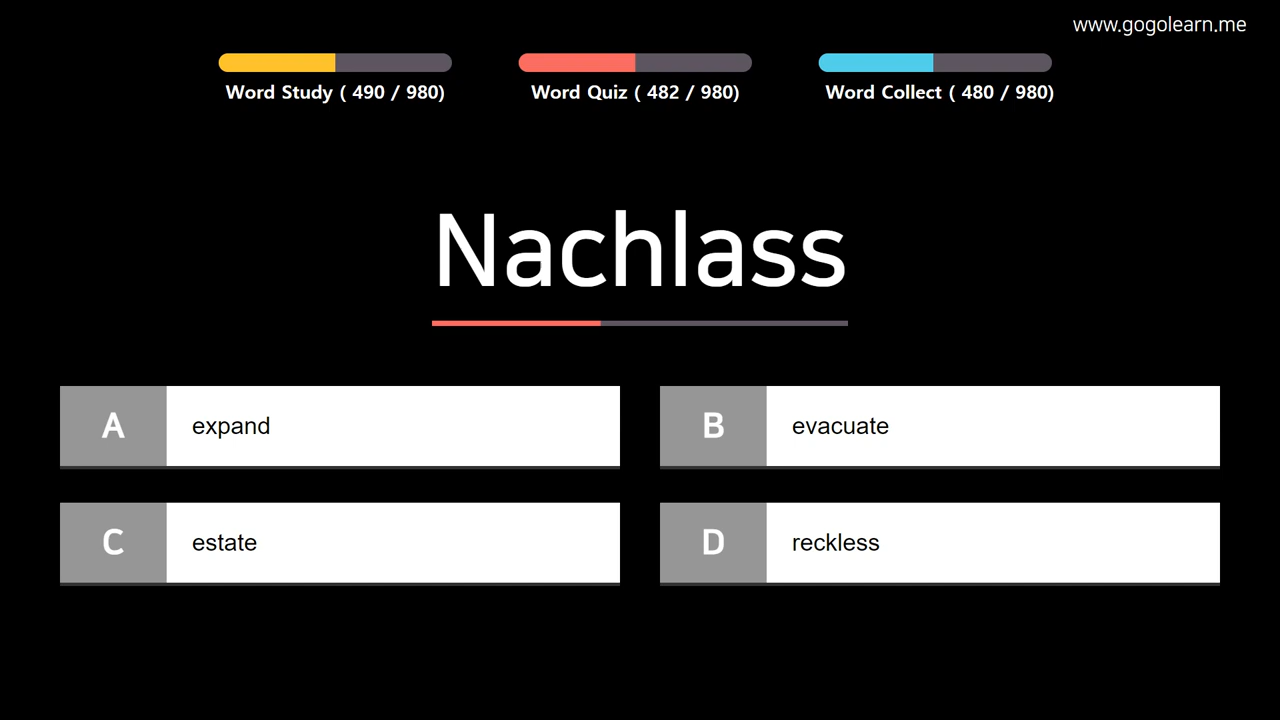 www.gogolearn.me
Word Study ( 490 / 980)
Word Quiz ( 482 / 980)
Word Collect ( 480 / 980)
Nachlass
A expand
B evacuate
C estate
D reckless